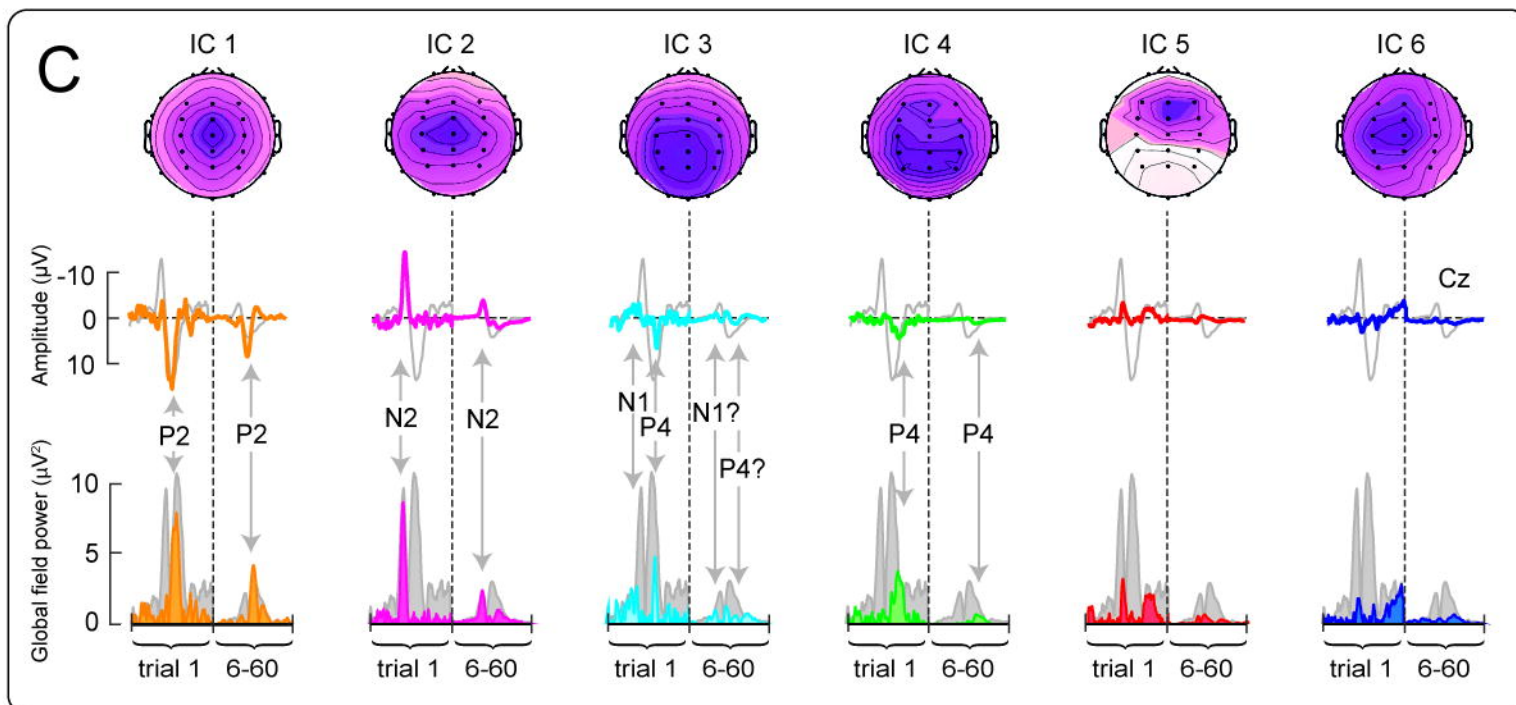 C
IC 1 IC 2 IC 3 IC 4 IC 5 IC 6
Amplitude (µV)
-10
0
10
Cz
P2 P2
N2 N2
N1 P4 N1? P4?
P4 P4
Global field power (µV²)
10
5
0
trial 1 6-60 trial 1 6-60 trial 1 6-60 trial 1 6-60 trial 1 6-60 trial 1 6-60